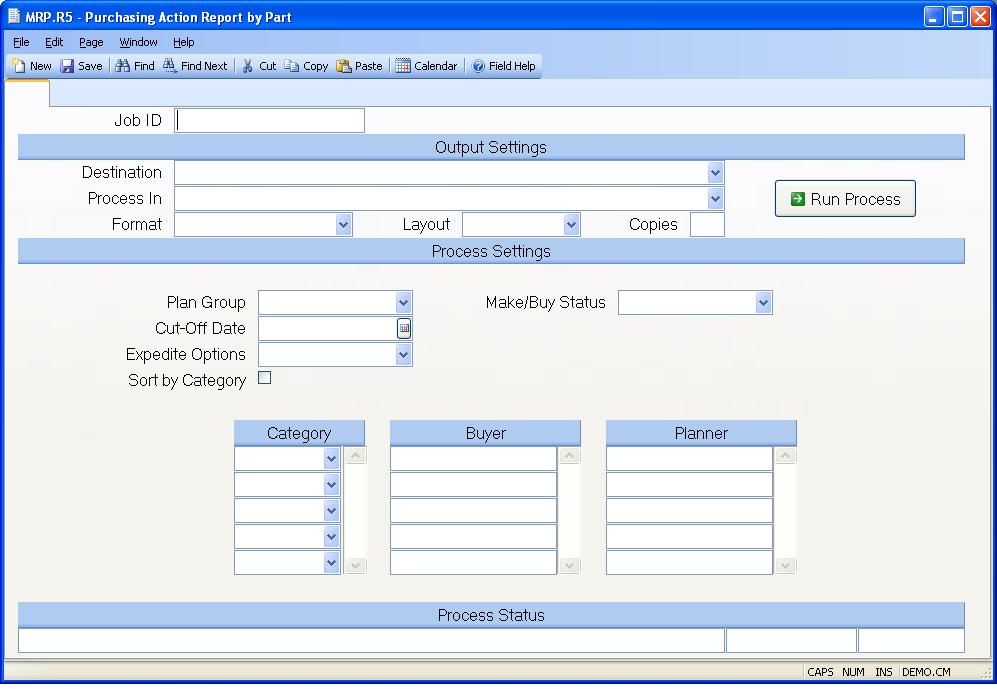 MRP.R5 - Purchasing Action Report by Part
File Edit Page Window Help
New Save Find Find Next Cut Copy Paste Calendar Field Help
Job ID
Output Settings
Destination
Process In
Run Process
Format Layout Copies
Process Settings
Plan Group Make/Buy Status
Cut-Off Date
Expedite Options
Sort by Category
Category Buyer Planner
Process Status
CAPS NUM INS DEMO.CM